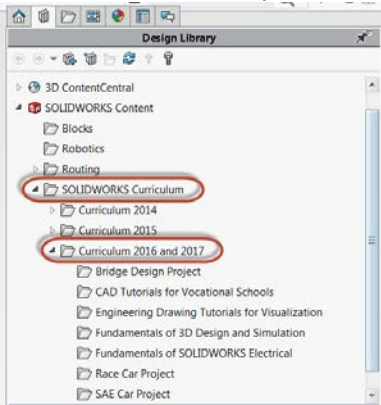 Design Library
3D ContentCentral
SOLIDWORKS Content
Blocks
Robotics
Routing
SOLIDWORKS Curriculum
Curriculum 2014
Curriculum 2015
Curriculum 2016 and 2017
Bridge Design Project
CAD Tutorials for Vocational Schools
Engineering Drawing Tutorials for Visualization
Fundamentals of 3D Design and Simulation
Fundamentals of SOLIDWORKS Electrical
Race Car Project
SAE Car Project